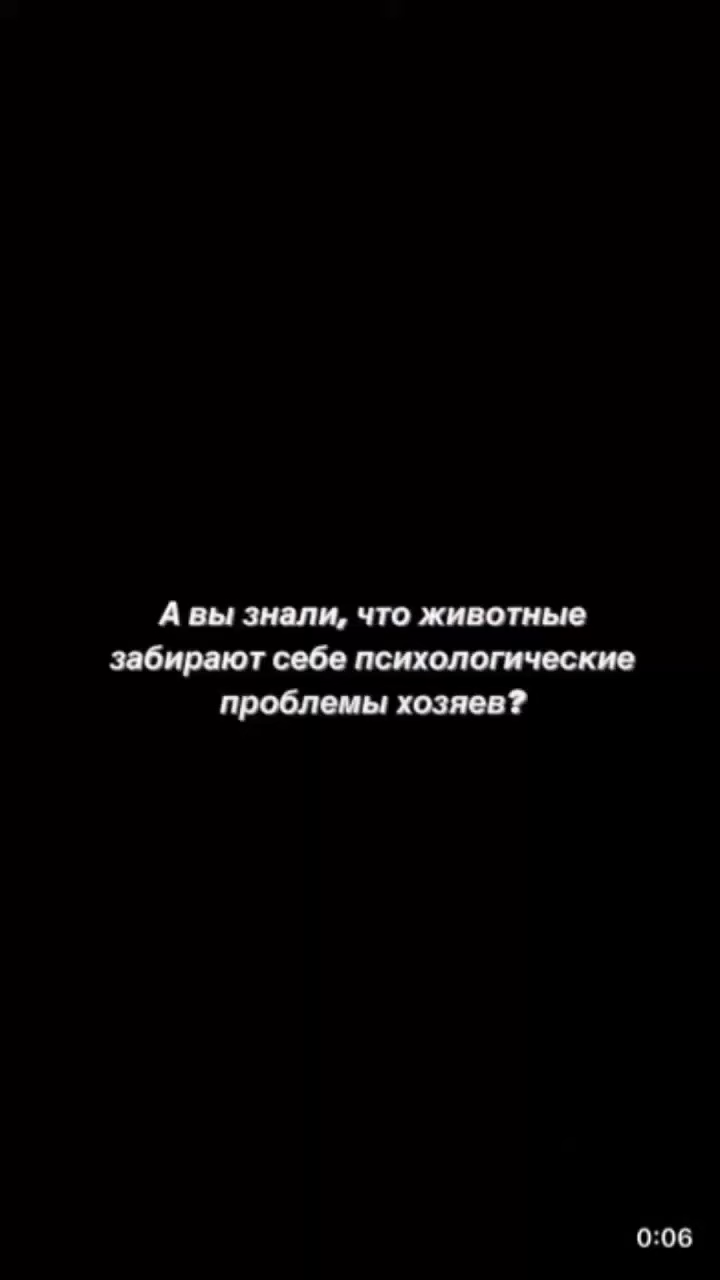 А вы знали, что животные
забирают себе психологические
проблемы хозяев?
0:06